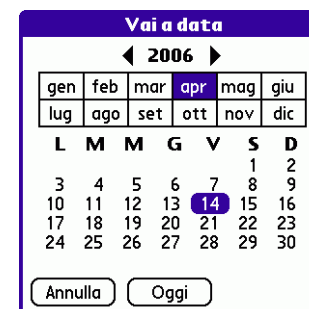 Vai a data
2006
gen feb mar apr mag giu
lug ago set ott nov dic
L M M G V S D
1 2
3 4 5 6 7 8 9
10 11 12 13 14 15 16
17 18 19 20 21 22 23
24 25 26 27 28 29 30
Annulla Oggi